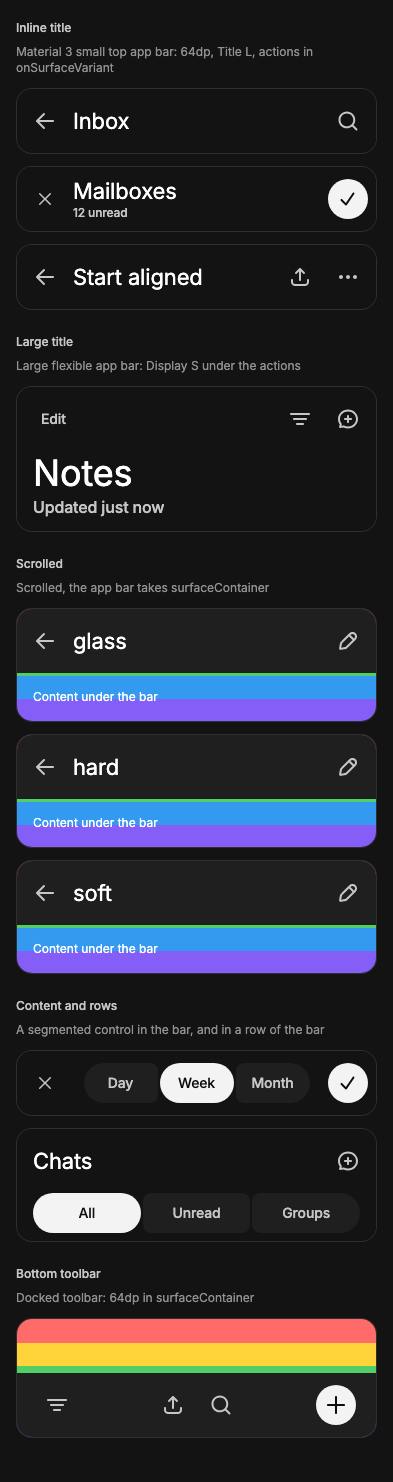 Inline title
Material 3 small top app bar: 64dp, Title L, actions in
onSurfaceVariant
Inbox
Mailboxes
12 unread
Start aligned
Large title
Large flexible app bar: Display S under the actions
Edit
Notes
Updated just now
Scrolled
Scrolled, the app bar takes surfaceContainer
glass
Content under the bar
hard
Content under the bar
soft
Content under the bar
Content and rows
A segmented control in the bar, and in a row of the bar
Day Week Month
Chats
All Unread Groups
Bottom toolbar
Docked toolbar: 64dp in surfaceContainer